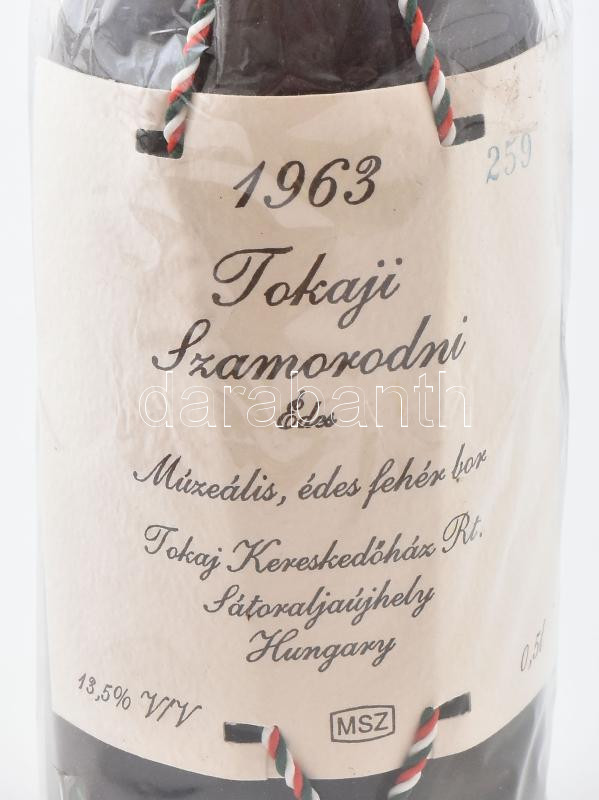 259
1963
Tokaji
Szamorodni
Édes
darabanth
Múzeális, édes fehér bor
Tokaj Kereskedőház Rt.
Sátoraljaújhely
Hungary
13,5% V/V
MSZ
0,5l